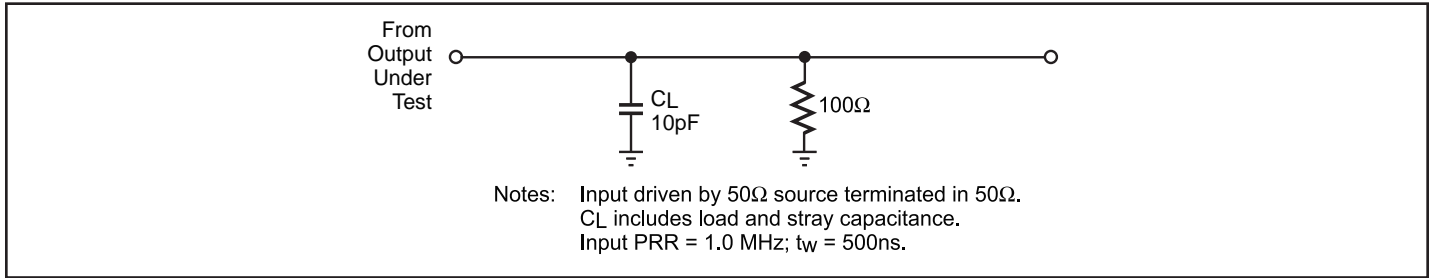 From
Output
Under
Test
CL
10pF
100Ω
Notes: Input driven by 50Ω source terminated in 50Ω.
CL includes load and stray capacitance.
Input PRR = 1.0 MHz; tw = 500ns.